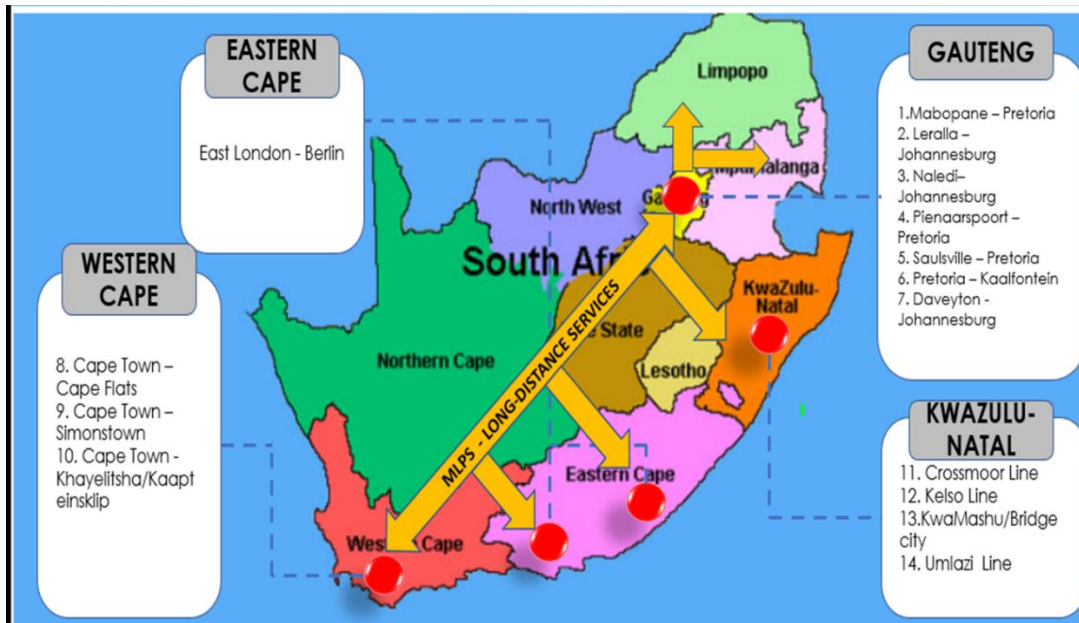 EASTERN
CAPE
East London - Berlin
WESTERN
CAPE
8. Cape Town –
Cape Flats
9. Cape Town –
Simonstown
10. Cape Town -
Khayelitsha/Kaapt
einsklip
GAUTENG
1.Mabopane – Pretoria
2. Leralla –
Johannesburg
3. Naledi–
Johannesburg
4. Pienaarspoort –
Pretoria
5. Saulsville – Pretoria
6. Pretoria – Kaalfontein
7. Daveyton -
Johannesburg
KWAZULU-
NATAL
11. Crossmoor Line
12. Kelso Line
13.KwaMashu/Bridge
city
14. Umlazi Line
Limpopo
North West
South Afri
KwaZulu-
Natal
State
Lesotho
Northern Cape
MLPS - LONG-DISTANCE SERVICES
Eastern Cape
Cape